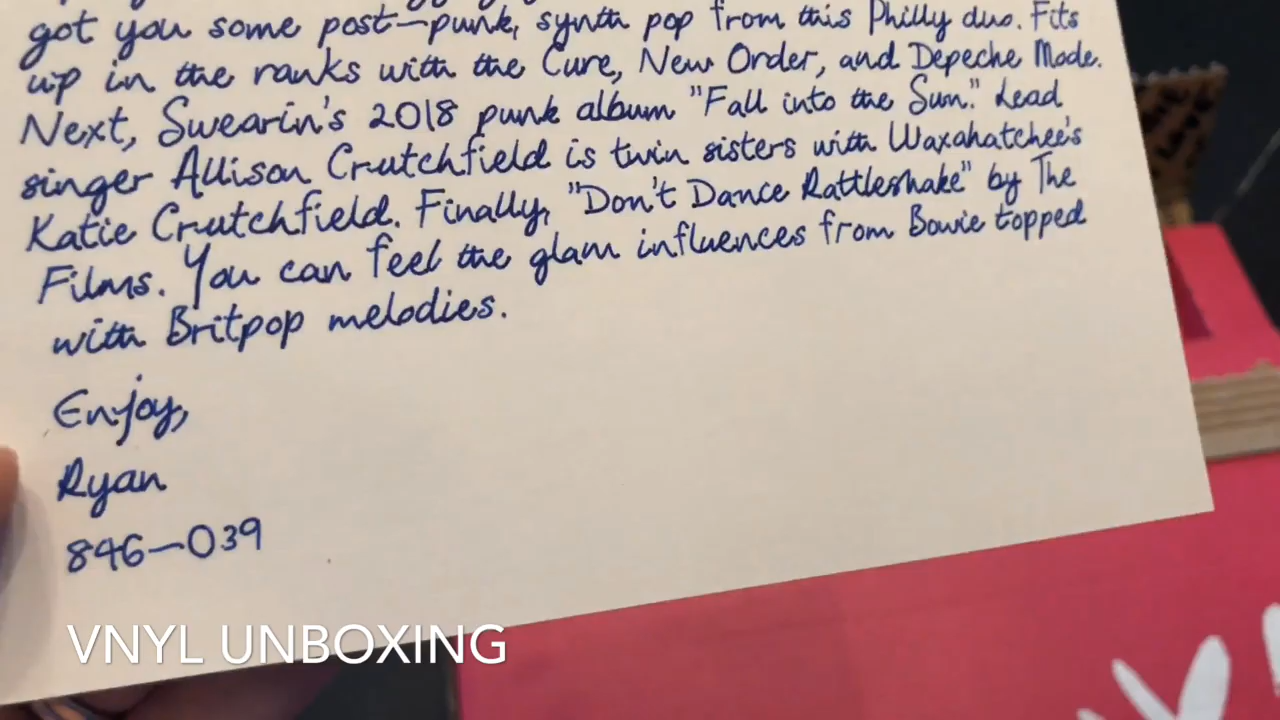 got you some post-punk, synth pop from this Philly duo. Fits
up in the ranks with the Cure, New Order, and Depeche Mode.
Next, Swearin's 2018 punk album "Fall into the Sun." Lead
singer Allison Crutchfield is twin sisters with Waxahatchee's
Katie Crutchfield. Finally, "Don't Dance Rattleshake" by The
Films. You can feel the glam influences from Bowie topped
with Britpop melodies.
Enjoy,
Ryan
846-039
VNYL UNBOXING